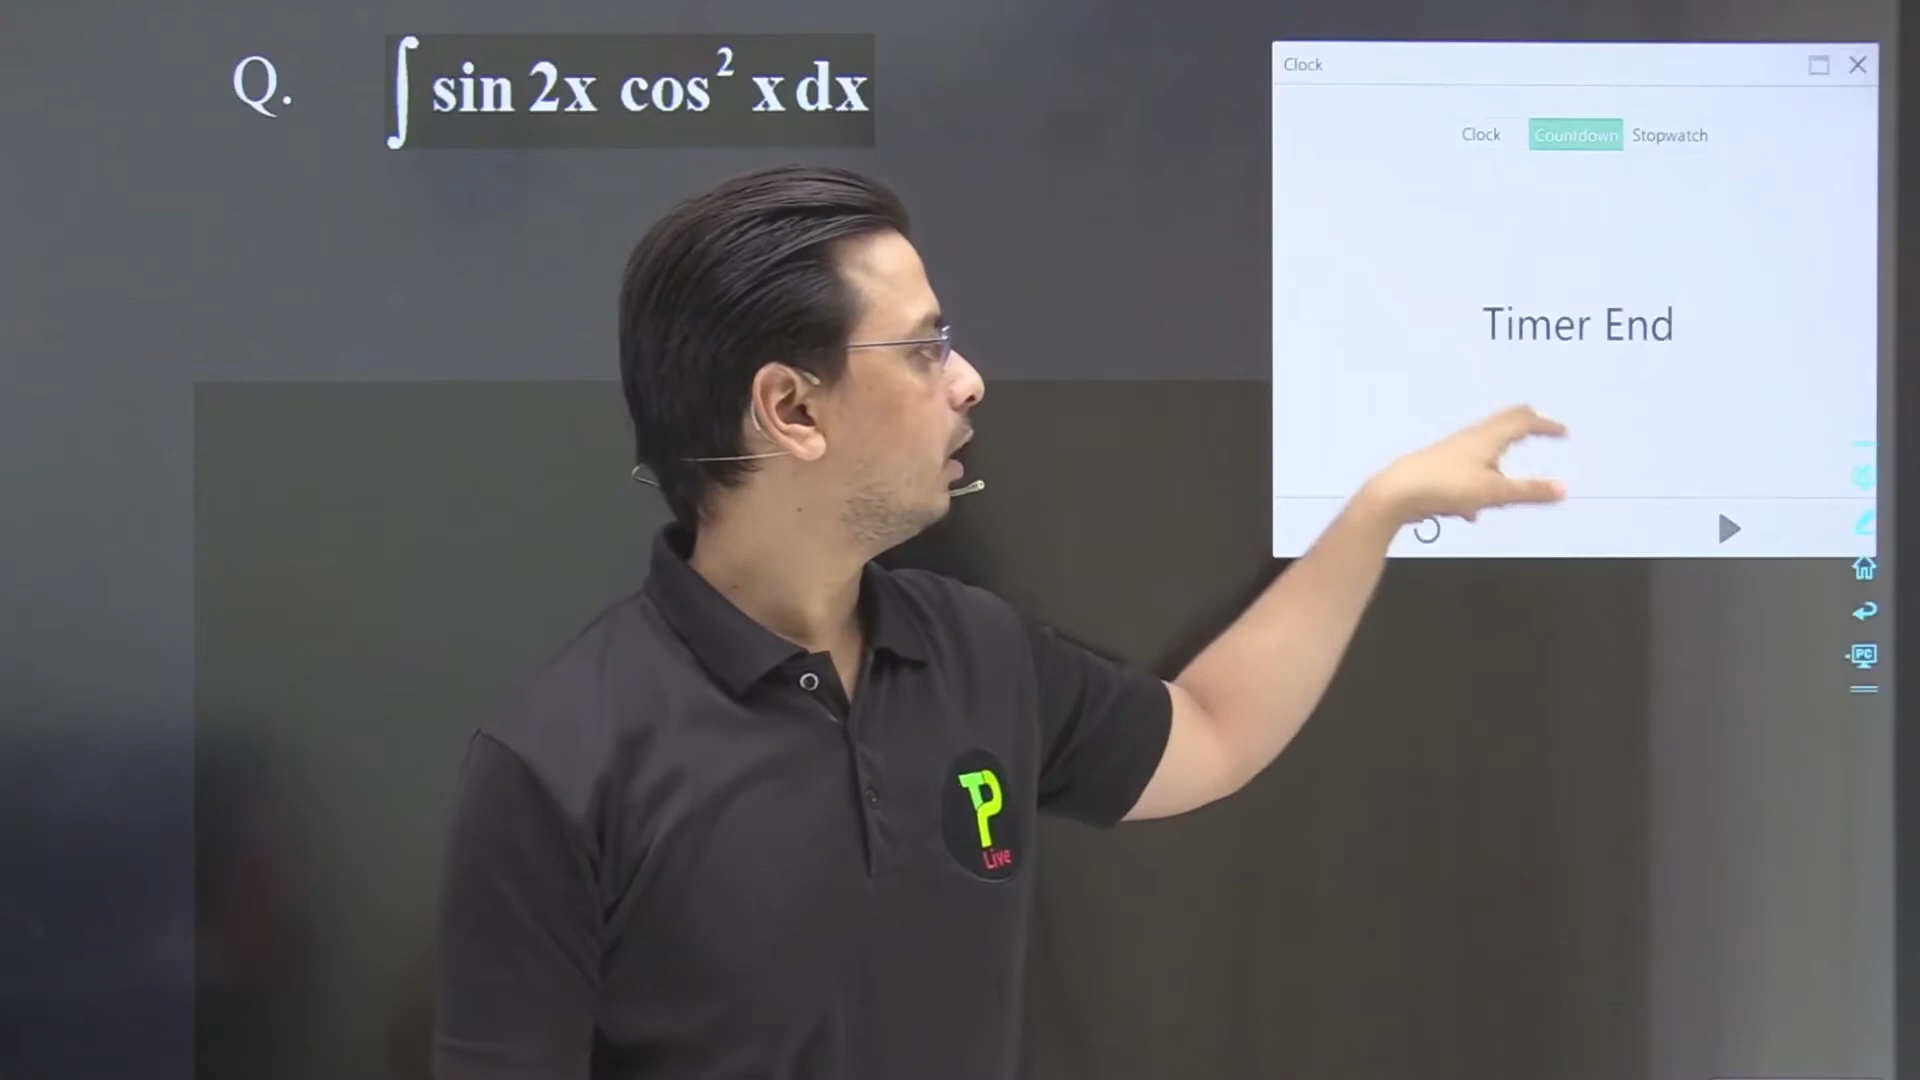 Q. ∫ sin 2x cos² x dx
Clock
Clock Countdown Stopwatch
Timer End
PC
TP
Live